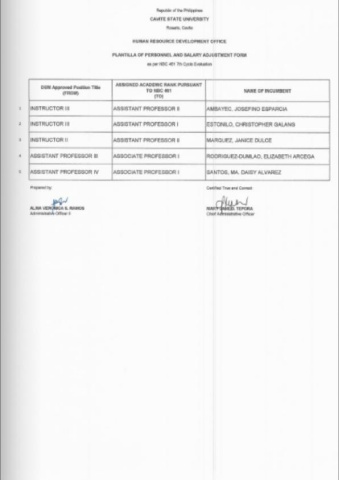 Republic of the Philippines
CAVITE STATE UNIVERSITY
Rosario, Cavite
HUMAN RESOURCE DEVELOPMENT OFFICE
PLANTILLA OF PERSONNEL AND SALARY ADJUSTMENT FORM
as per NBC 461 7th Cycle Evaluation
DBM Approved Position Title (FROM) ASSIGNED ACADEMIC RANK PURSUANT TO NBC 461 (TO) NAME OF INCUMBENT
1 INSTRUCTOR III ASSISTANT PROFESSOR II AMBAYEC, JOSEFINO ESPARCIA
2 INSTRUCTOR III ASSISTANT PROFESSOR I ESTONILO, CHRISTOPHER GALANG
3 INSTRUCTOR II ASSISTANT PROFESSOR II MARQUEZ, JANICE DULCE
4 ASSISTANT PROFESSOR III ASSOCIATE PROFESSOR I RODRIGUEZ-DUMLAO, ELIZABETH ARCEGA
5 ASSISTANT PROFESSOR IV ASSOCIATE PROFESSOR I SANTOS, MA. DAISY ALVAREZ
Prepared by: Certified True and Correct:
RAMOS TEPORA
Administrative Officer II Chief Administrative Officer